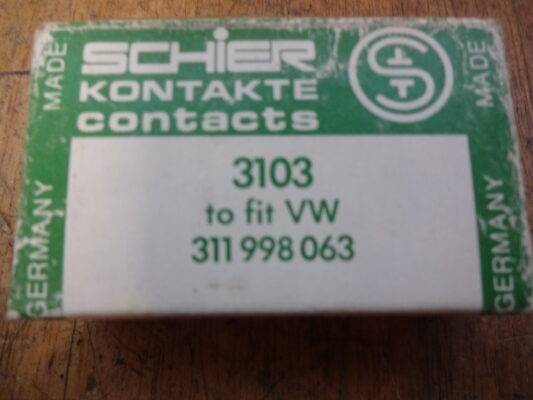 SCHiER
KONTAKTE
contacts
3103
to fit VW
311 998 063
MADE
GERMANY
MADE
GERMANY